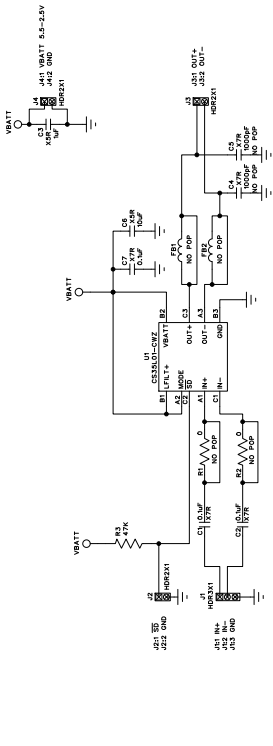 VBATT
J4
J4:1 VBATT 5.5-2.5V
J4:2 GND
HDR2X1
C3
X5R
1uF
J3
J3:1 OUT+
J3:2 OUT-
HDR2X1
VBATT
C6
X5R
10uF
C7
X7R
0.1uF
FB1
NO POP
FB2
NO POP
C5
X7R
1000pF
NO POP
C4
X7R
1000pF
NO POP
U1
CS35L01-CWZ
B1
LFILT+
VBATT
B2
A2
MODE
C2
SD
OUT+
C3
A1
IN+
OUT-
A3
C1
IN-
GND
B3
VBATT
R3
47K
J2
SD
J2:1
J2:2 GND
HDR2X1
J1
HDR3X1
J1:1 IN+
J1:2 IN-
J1:3 GND
C1
0.1uF
X7R
R1
0
NO POP
C2
0.1uF
X7R
R2
0
NO POP